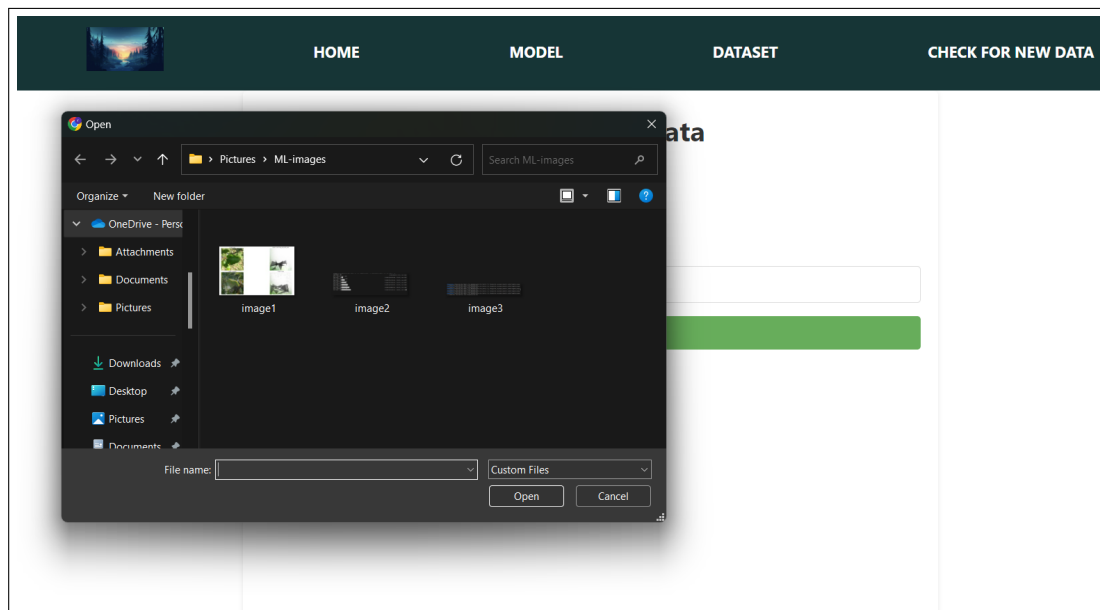 HOME MODEL DATASET CHECK FOR NEW DATA
ata
Open
Pictures ML-images Search ML-images
Organize New folder
OneDrive - Perso
Attachments
Documents
Pictures
image1 image2 image3
Downloads
Desktop
Pictures
Documents
File name: Custom Files
Open Cancel